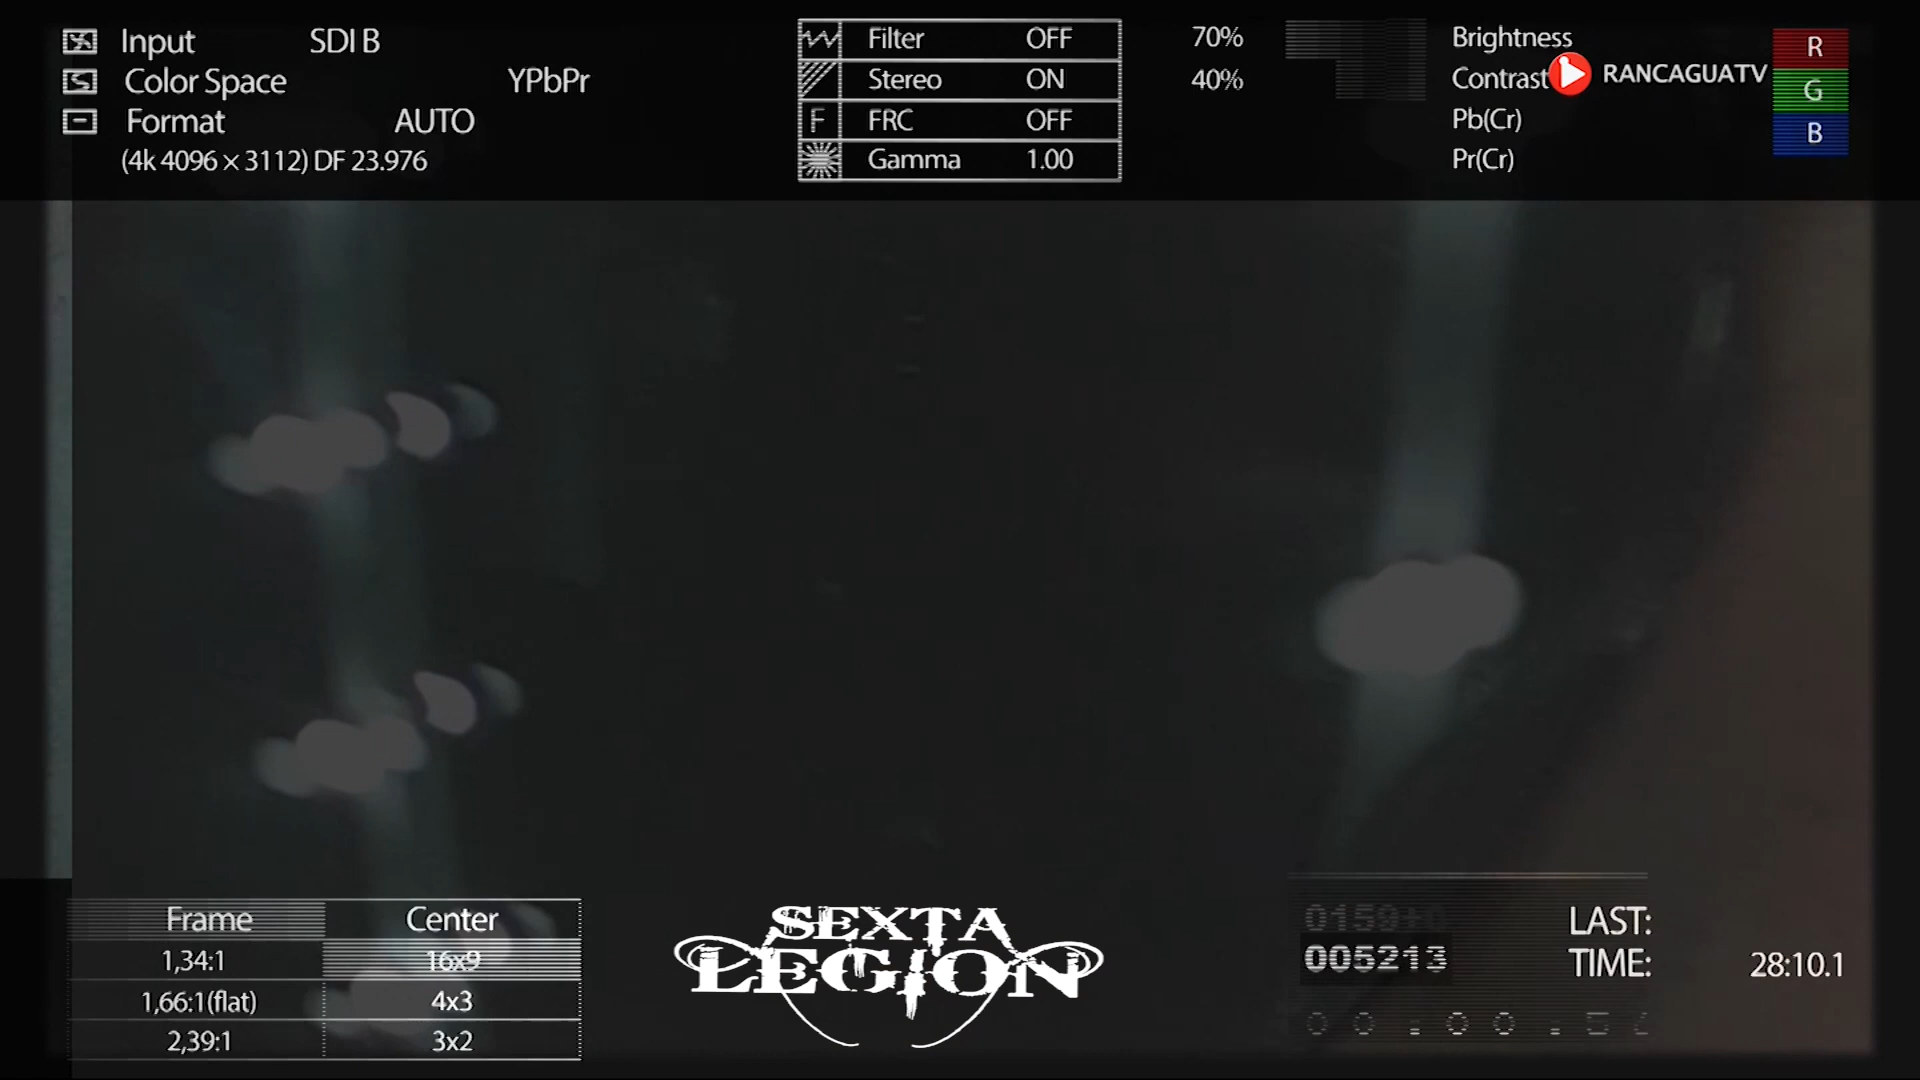 Input SDI B
Color Space YPbPr
Format AUTO
(4k 4096 × 3112) DF 23.976
Filter OFF
Stereo ON
F FRC OFF
Gamma 1.00
70%
40%
Brightness
Contrast
Pb(Cr)
Pr(Cr)
RANCAGUATV
R
G
B
Frame Center
1,34:1 16x9
1,66:1(flat) 4x3
2,39:1 3x2
SEXTA
LEGION
005213
LAST:
TIME: 28:10.1